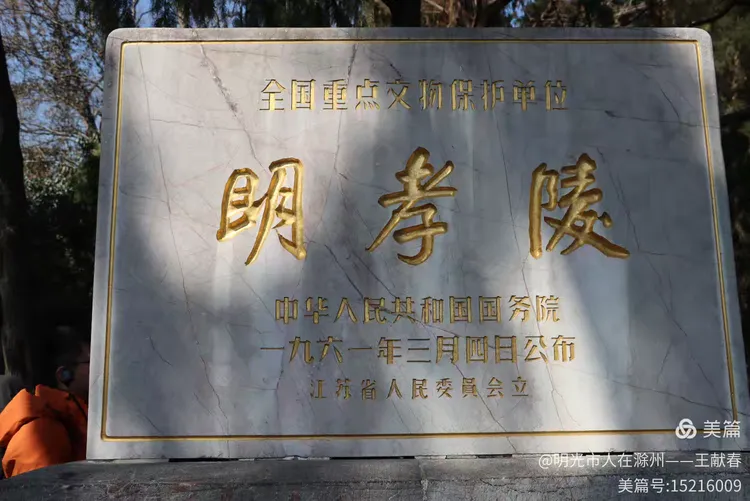 全国重点文物保护单位
明孝陵
中华人民共和国国务院
一九六一年三月四日公布
江苏省人民委員会立
美篇
@明光市人在滁州——王献春
美篇号:15216009